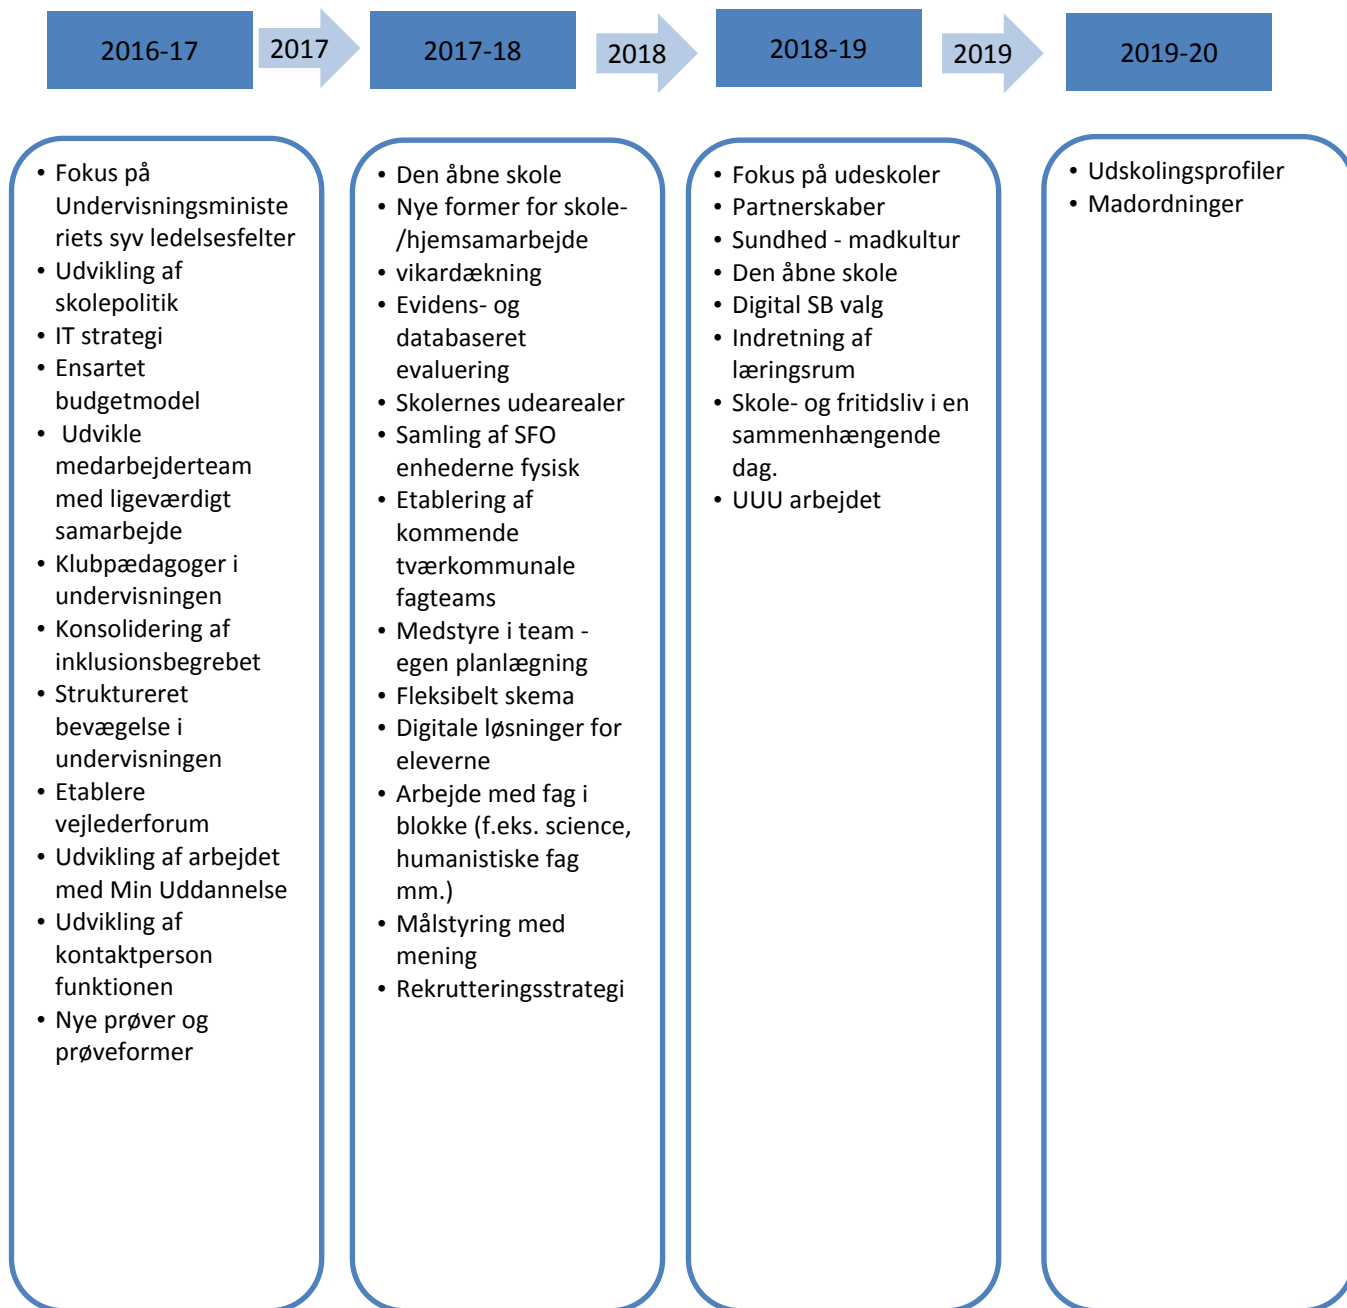 2016-17
2017
2017-18
2018
2018-19
2019
2019-20
• Fokus på
Undervisningsministe
riets syv ledelsesfelter
• Udvikling af
skolepolitik
• IT strategi
• Ensartet
budgetmodel
• Udvikle
medarbejderteam
med ligeværdigt
samarbejde
• Klubpædagoger i
undervisningen
• Konsolidering af
inklusionsbegrebet
• Struktureret
bevægelse i
undervisningen
• Etablere
vejlederforum
• Udvikling af arbejdet
med Min Uddannelse
• Udvikling af
kontaktperson
funktionen
• Nye prøver og
prøveformer
• Den åbne skole
• Nye former for skole-
/hjemsamarbejde
• vikardækning
• Evidens- og
databaseret
evaluering
• Skolernes udearealer
• Samling af SFO
enhederne fysisk
• Etablering af
kommende
tværkommunale
fagteams
• Medstyre i team -
egen planlægning
• Fleksibelt skema
• Digitale løsninger for
eleverne
• Arbejde med fag i
blokke (f.eks. science,
humanistiske fag
mm.)
• Målstyring med
mening
• Rekrutteringsstrategi
• Fokus på udeskoler
• Partnerskaber
• Sundhed - madkultur
• Den åbne skole
• Digital SB valg
• Indretning af
læringsrum
• Skole- og fritidsliv i en
sammenhængende
dag.
• UUU arbejdet
• Udskolingsprofiler
• Madordninger